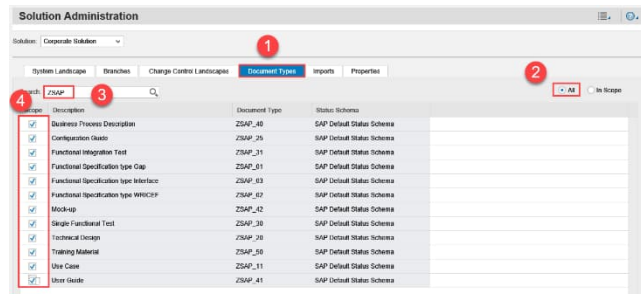 Solution Administration
Solution: Corporate Solution
1
System Landscape Branches Change Control Landscapes Document Types Imports Properties
2
Search: ZSAP
3
All In Scope
4
Scope Description Document Type Status Schema
Business Process Description ZSAP_40 SAP Default Status Schema
Configuration Guide ZSAP_25 SAP Default Status Schema
Functional Integration Test ZSAP_31 SAP Default Status Schema
Functional Specification type Gap ZSAP_01 SAP Default Status Schema
Functional Specification type Interface ZSAP_03 SAP Default Status Schema
Functional Specification type WRICEF ZSAP_02 SAP Default Status Schema
Mock-up ZSAP_42 SAP Default Status Schema
Single Functional Test ZSAP_30 SAP Default Status Schema
Technical Design ZSAP_20 SAP Default Status Schema
Training Material ZSAP_50 SAP Default Status Schema
Use Case ZSAP_11 SAP Default Status Schema
User Guide ZSAP_41 SAP Default Status Schema